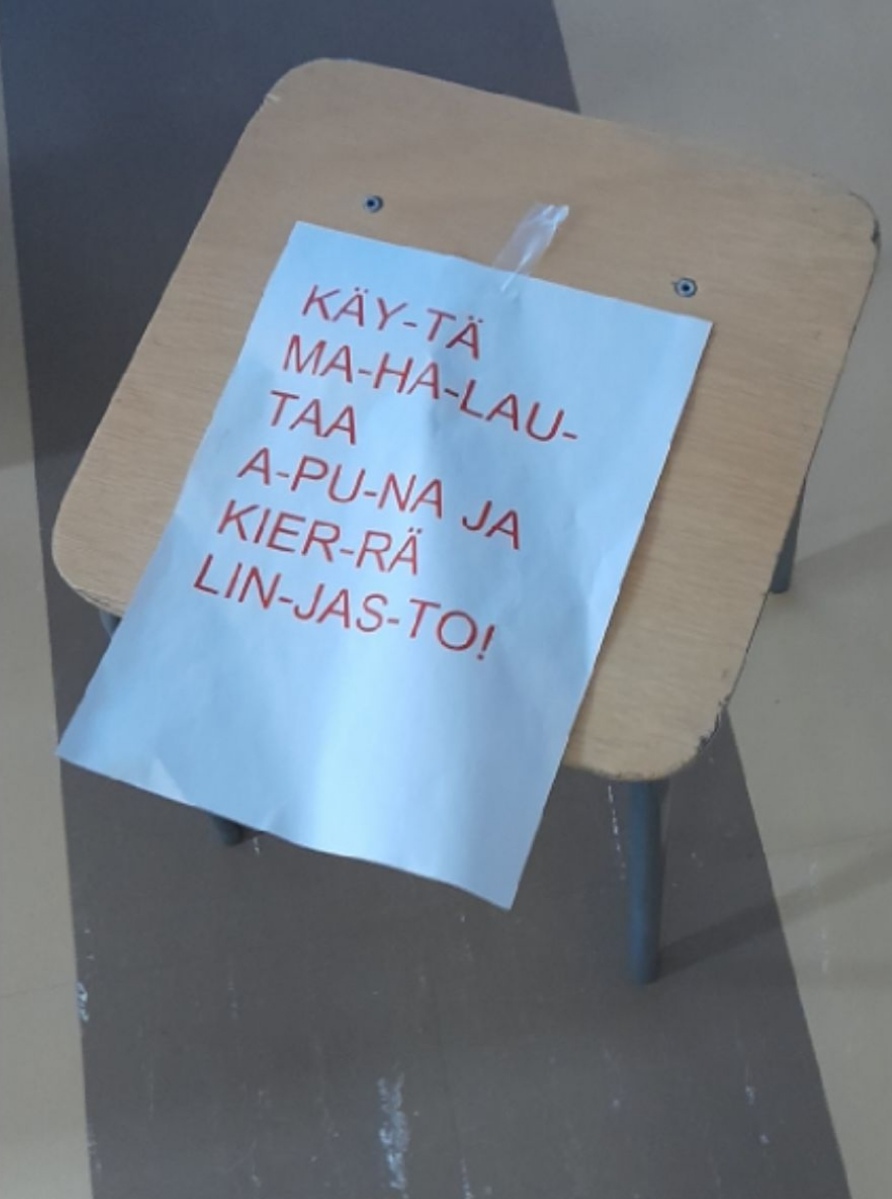 KÄY-TÄ
MA-HA-LAU-
TAA
A-PU-NA JA
KIER-RÄ
LIN-JAS-TO!